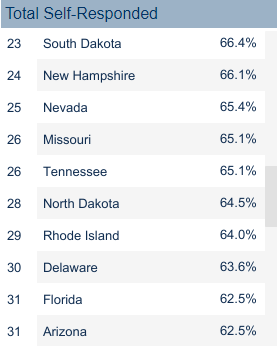 Total Self-Responded
23 South Dakota 66.4%
24 New Hampshire 66.1%
25 Nevada 65.4%
26 Missouri 65.1%
26 Tennessee 65.1%
28 North Dakota 64.5%
29 Rhode Island 64.0%
30 Delaware 63.6%
31 Florida 62.5%
31 Arizona 62.5%